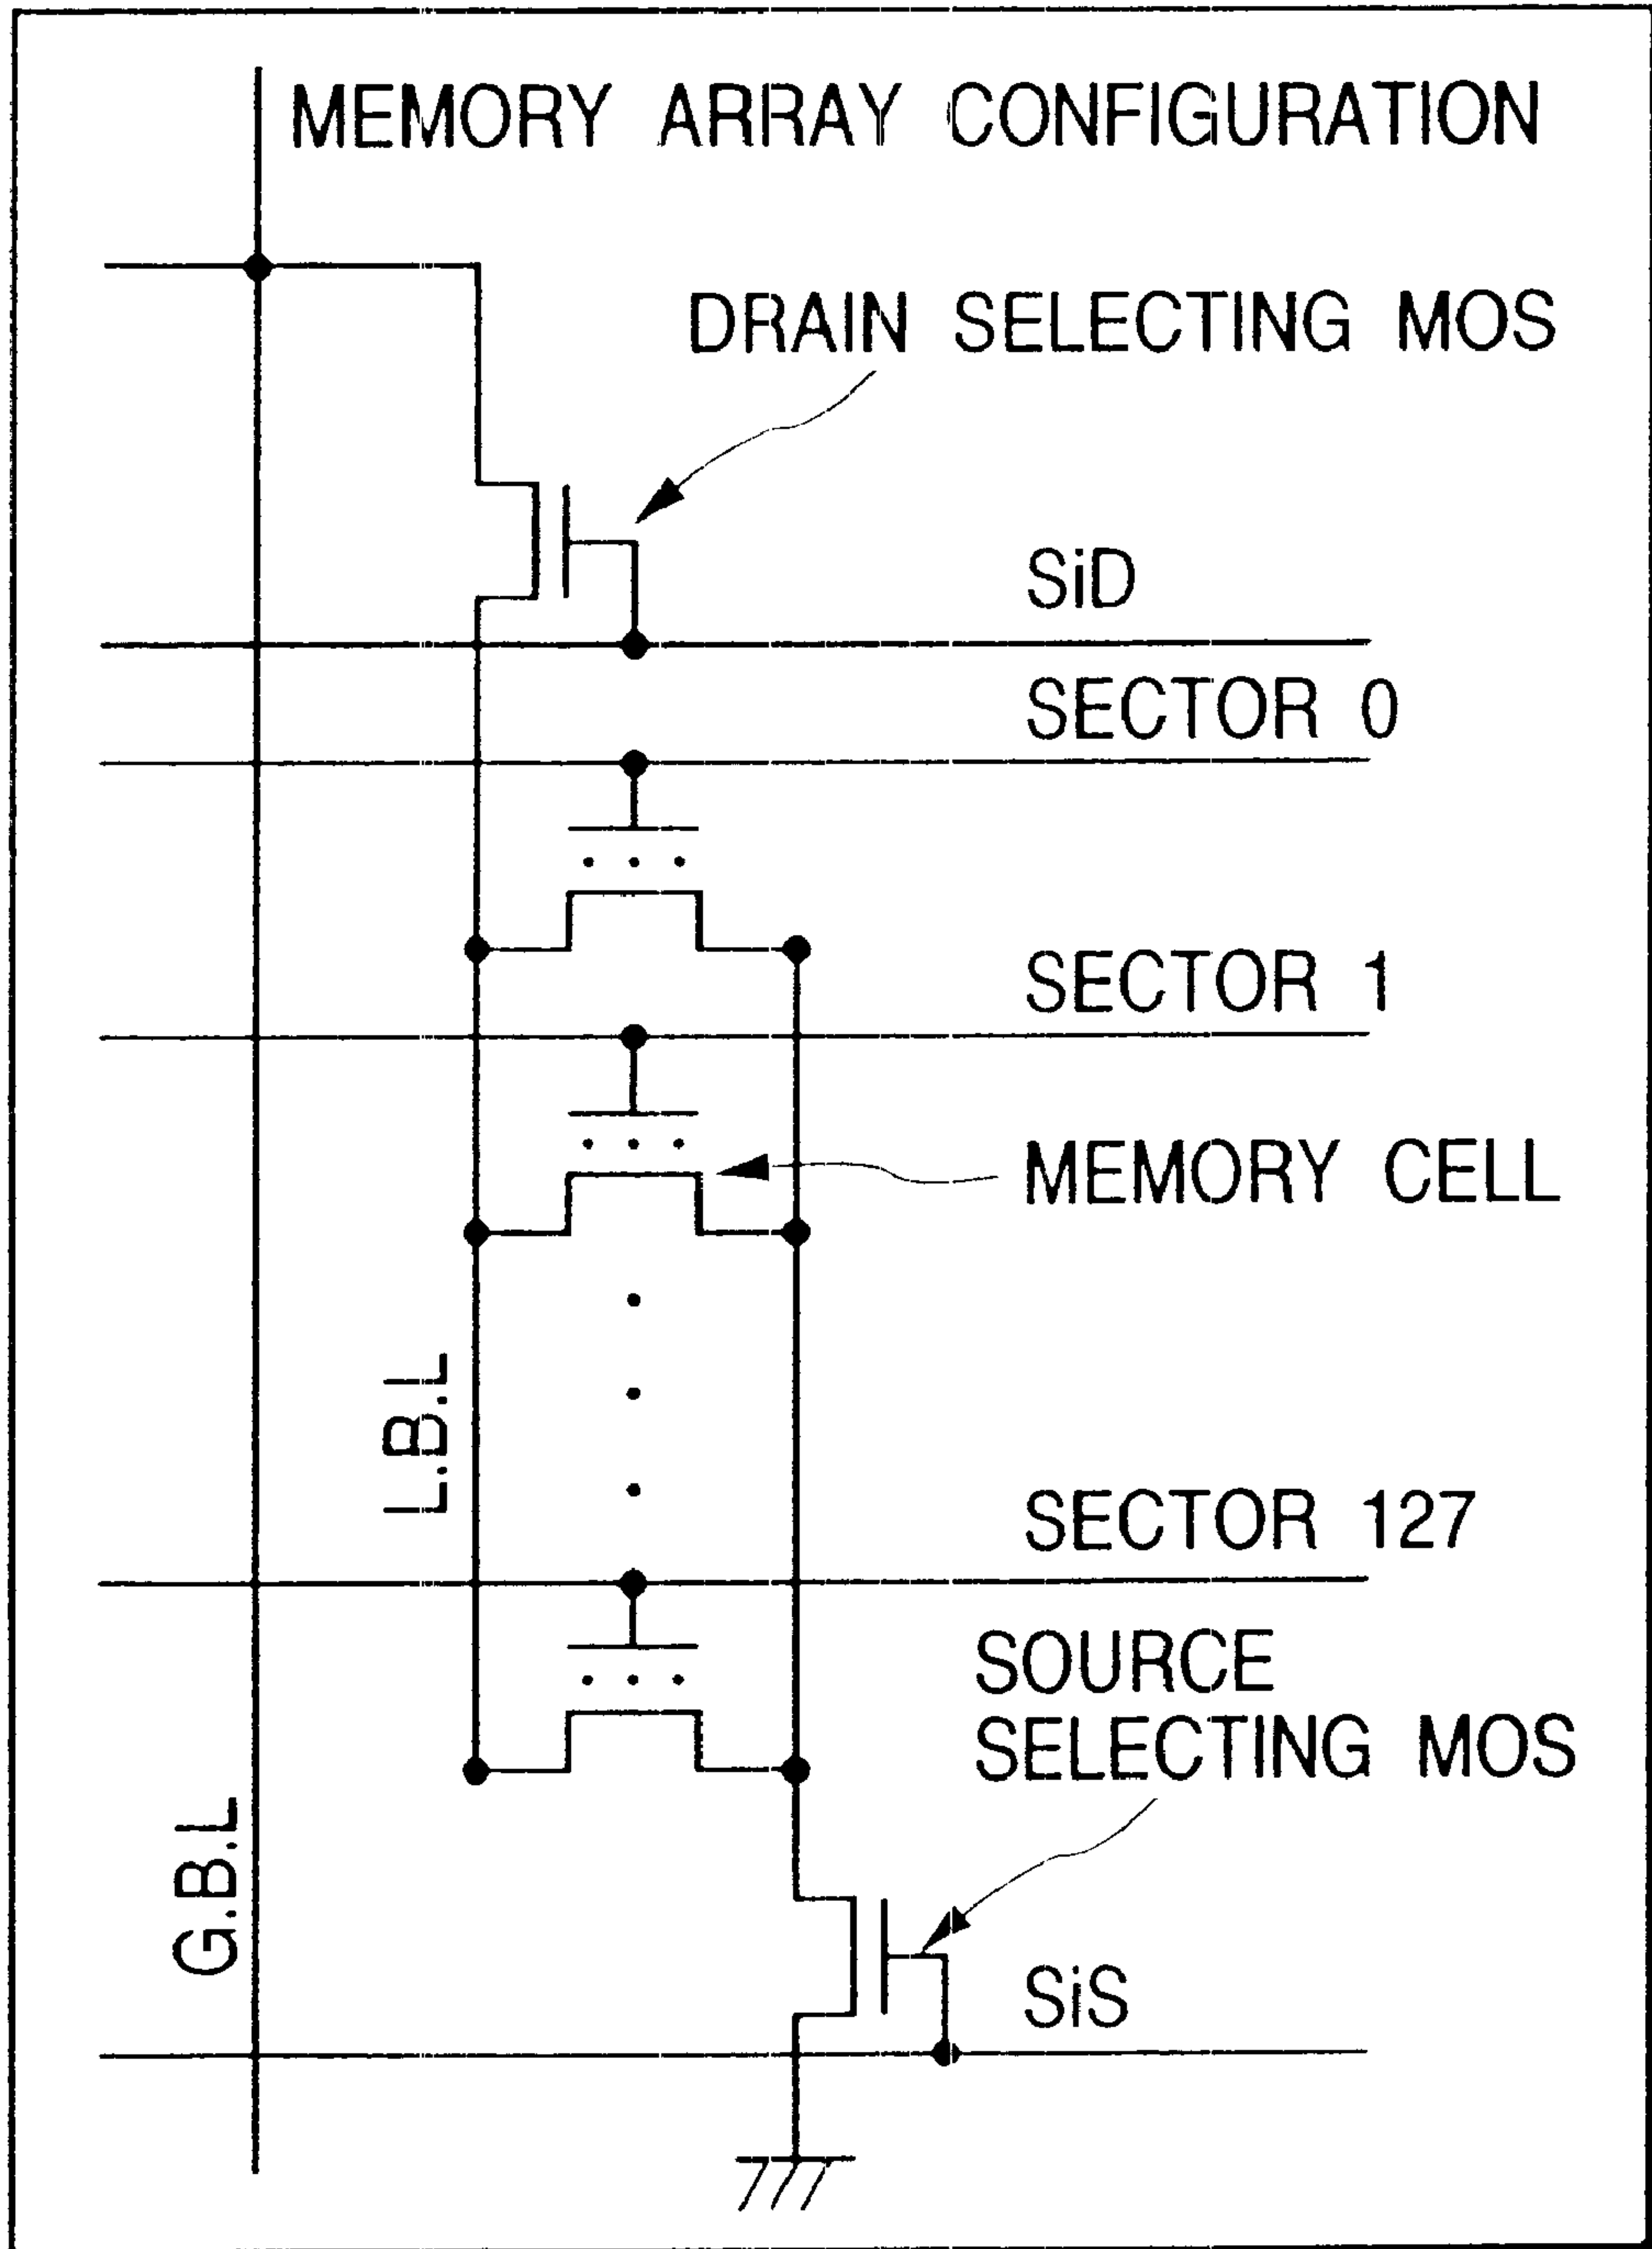 MEMORY ARRAY CONFIGURATION
DRAIN SELECTING MOS
SiD
SECTOR 0
SECTOR 1
MEMORY CELL
L.B.L
SECTOR 127
SOURCE
SELECTING MOS
G.B.L
SiS